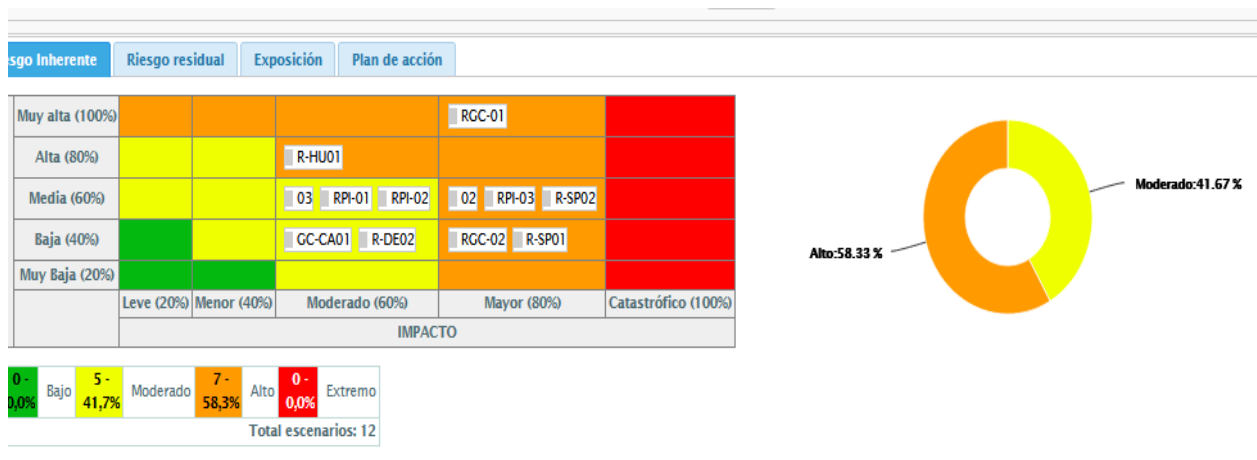 esgo Inherente Riesgo residual Exposición Plan de acción
Muy alta (100%) RGC-01
Alta (80%) R-HU01
Media (60%) 03 RPI-01 RPI-02 02 RPI-03 R-SP02
Baja (40%) GC-CA01 R-DE02 RGC-02 R-SP01
Muy Baja (20%)
Leve (20%) Menor (40%) Moderado (60%) Mayor (80%) Catastrófico (100%)
IMPACTO
Moderado:41.67 %
Alto:58.33 %
0 - 5 - 7 - 0 -
0,0% Bajo 41,7% Moderado 58,3% Alto 0,0% Extremo
Total escenarios: 12